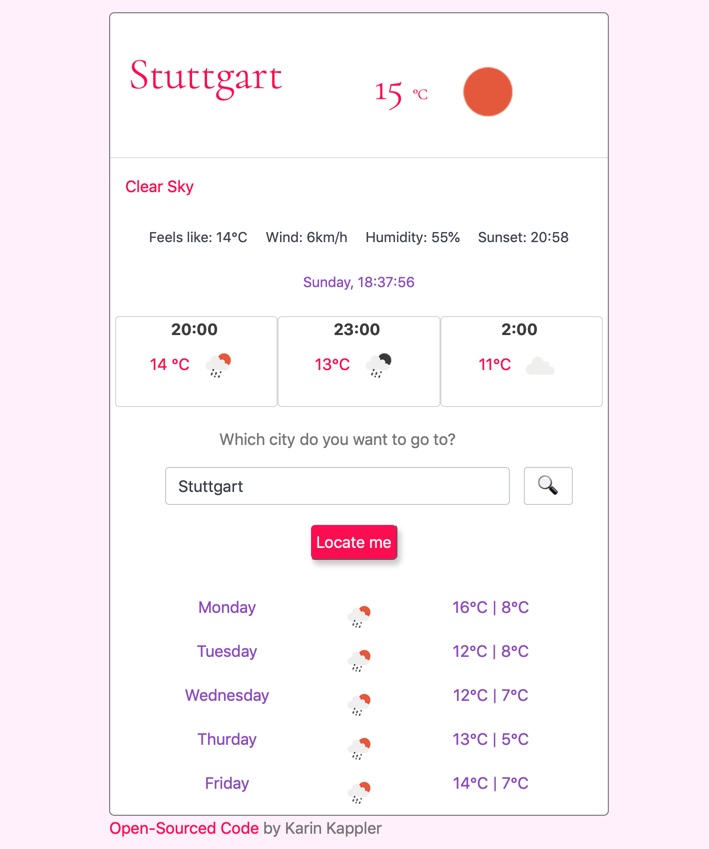 Stuttgart
15 °C
Clear Sky
Feels like: 14°C Wind: 6km/h Humidity: 55% Sunset: 20:58
Sunday, 18:37:56
20:00 23:00 2:00
14 °C 13°C 11°C
Which city do you want to go to?
Stuttgart
Locate me
Monday 16°C | 8°C
Tuesday 12°C | 8°C
Wednesday 12°C | 7°C
Thurday 13°C | 5°C
Friday 14°C | 7°C
Open-Sourced Code by Karin Kappler